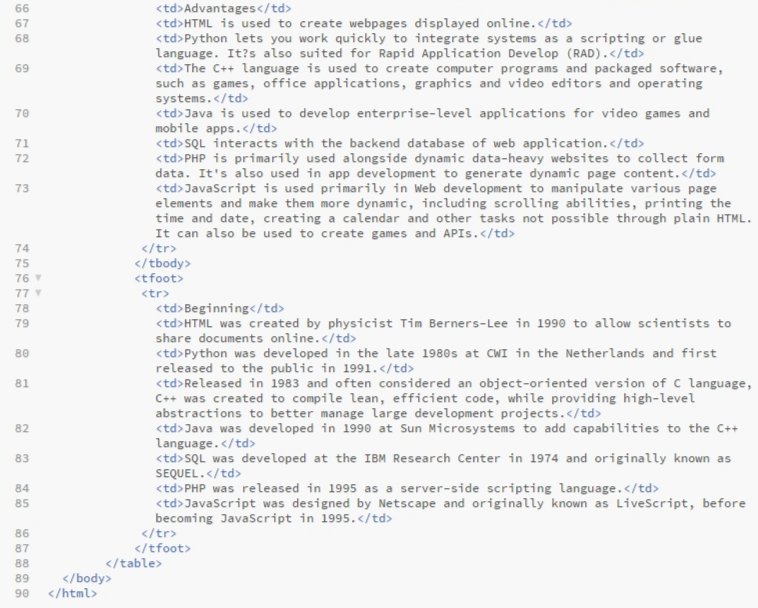 66 <td>Advantages</td>
67 <td>HTML is used to create webpages displayed online.</td>
68 <td>Python lets you work quickly to integrate systems as a scripting or glue
language. It?s also suited for Rapid Application Develop (RAD).</td>
69 <td>The C++ language is used to create computer programs and packaged software,
such as games, office applications, graphics and video editors and operating
systems.</td>
70 <td>Java is used to develop enterprise-level applications for video games and
mobile apps.</td>
71 <td>SQL interacts with the backend database of web application.</td>
72 <td>PHP is primarily used alongside dynamic data-heavy websites to collect form
data. It's also used in app development to generate dynamic page content.</td>
73 <td>JavaScript is used primarily in Web development to manipulate various page
elements and make them more dynamic, including scrolling abilities, printing the
time and date, creating a calendar and other tasks not possible through plain HTML.
It can also be used to create games and APIs.</td>
74 </tr>
75 </tbody>
76 <tfoot>
77 <tr>
78 <td>Beginning</td>
79 <td>HTML was created by physicist Tim Berners-Lee in 1990 to allow scientists to
share documents online.</td>
80 <td>Python was developed in the late 1980s at CWI in the Netherlands and first
released to the public in 1991.</td>
81 <td>Released in 1983 and often considered an object-oriented version of C language,
C++ was created to compile lean, efficient code, while providing high-level
abstractions to better manage large development projects.</td>
82 <td>Java was developed in 1990 at Sun Microsystems to add capabilities to the C++
language.</td>
83 <td>SQL was developed at the IBM Research Center in 1974 and originally known as
SEQUEL.</td>
84 <td>PHP was released in 1995 as a server-side scripting language.</td>
85 <td>JavaScript was designed by Netscape and originally known as LiveScript, before
becoming JavaScript in 1995.</td>
86 </tr>
87 </tfoot>
88 </table>
89 </body>
90 </html>